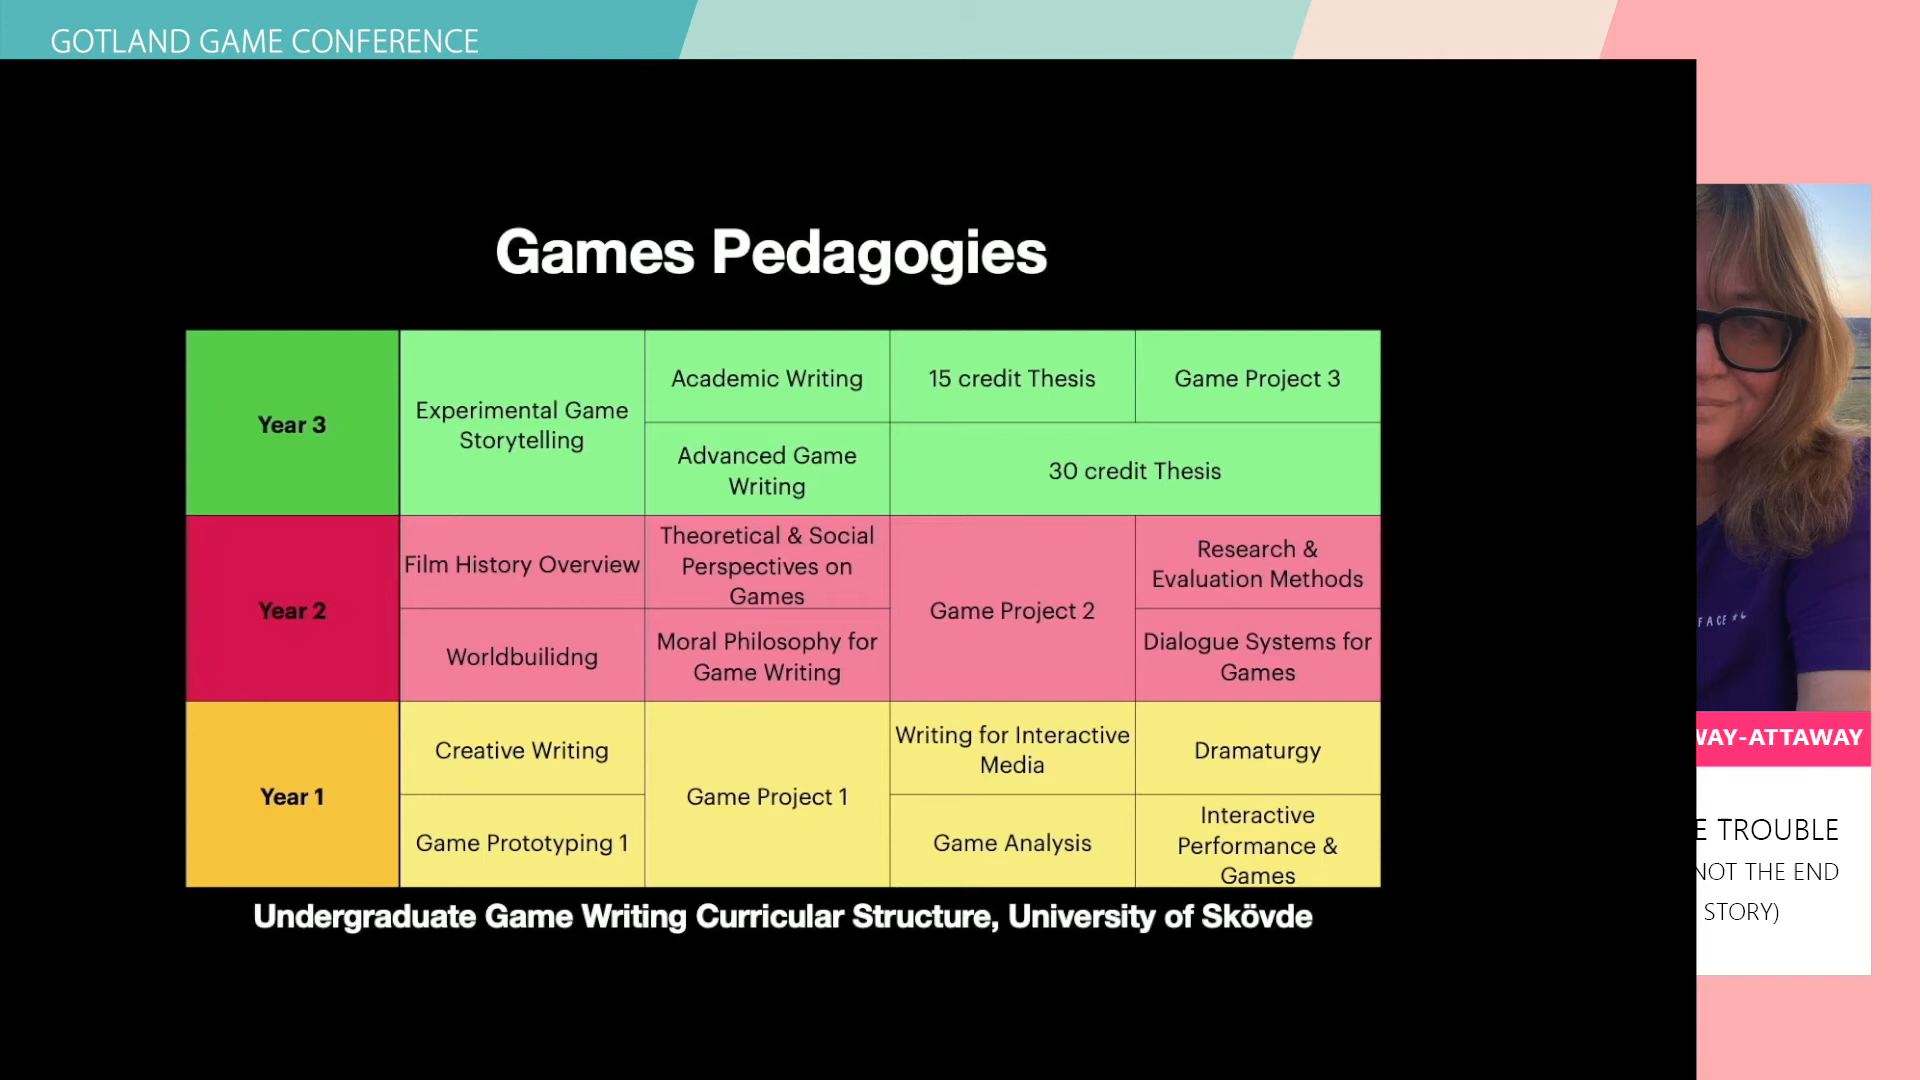 GOTLAND GAME CONFERENCE
Games Pedagogies
Year 3
Experimental Game
Storytelling
Academic Writing
15 credit Thesis
Game Project 3
Advanced Game
Writing
30 credit Thesis
Year 2
Film History Overview
Theoretical & Social
Perspectives on
Games
Game Project 2
Research &
Evaluation Methods
Worldbuilidng
Moral Philosophy for
Game Writing
Dialogue Systems for
Games
Year 1
Creative Writing
Game Project 1
Writing for Interactive
Media
Dramaturgy
Game Prototyping 1
Game Analysis
Interactive
Performance &
Games
Undergraduate Game Writing Curricular Structure, University of Skövde
WAY-ATTAWAY
E TROUBLE
NOT THE END
STORY)